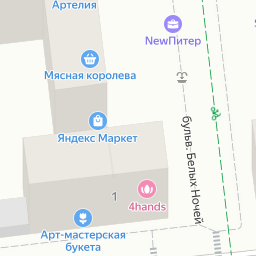 Артелия
NewПитер
Мясная королева
Яндекс Маркет
бульв. Белых Ночей
1
4hands
Арт-мастерская
букета